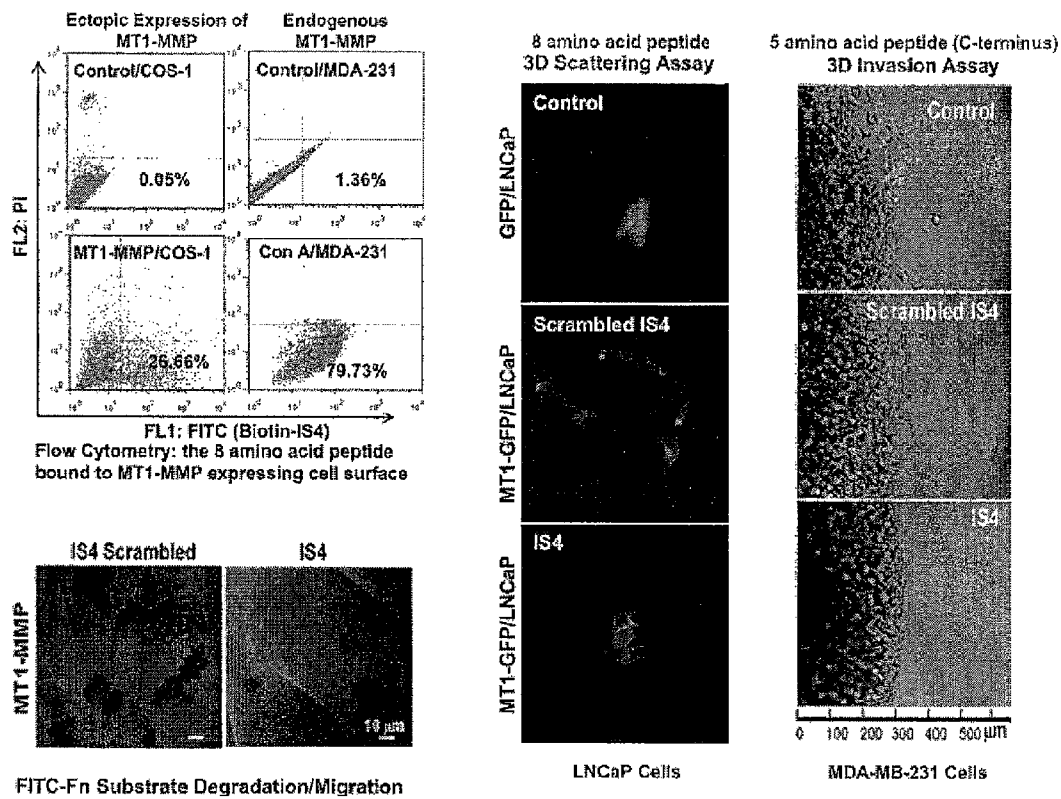 Ectopic Expression of
MT1-MMP
Endogenous
MT1-MMP
Control/COS-1
0.05%
Control/MDA-231
1.36%
MT1-MMP/COS-1
26.66%
Con A/MDA-231
79.73%
FL2: PI
FL1: FITC (Biotin-IS4)
Flow Cytometry: the 8 amino acid peptide
bound to MT1-MMP expressing cell surface
IS4 Scrambled
IS4
MT1-MMP
10 µm
FITC-Fn Substrate Degradation/Migration
8 amino acid peptide
3D Scattering Assay
Control
GFP/LNCaP
Scrambled IS4
MT1-GFP/LNCaP
IS4
MT1-GFP/LNCaP
LNCaP Cells
5 amino acid peptide (C-terminus)
3D Invasion Assay
Control
Scrambled IS4
IS4
0 100 200 300 400 500 µm
MDA-MB-231 Cells